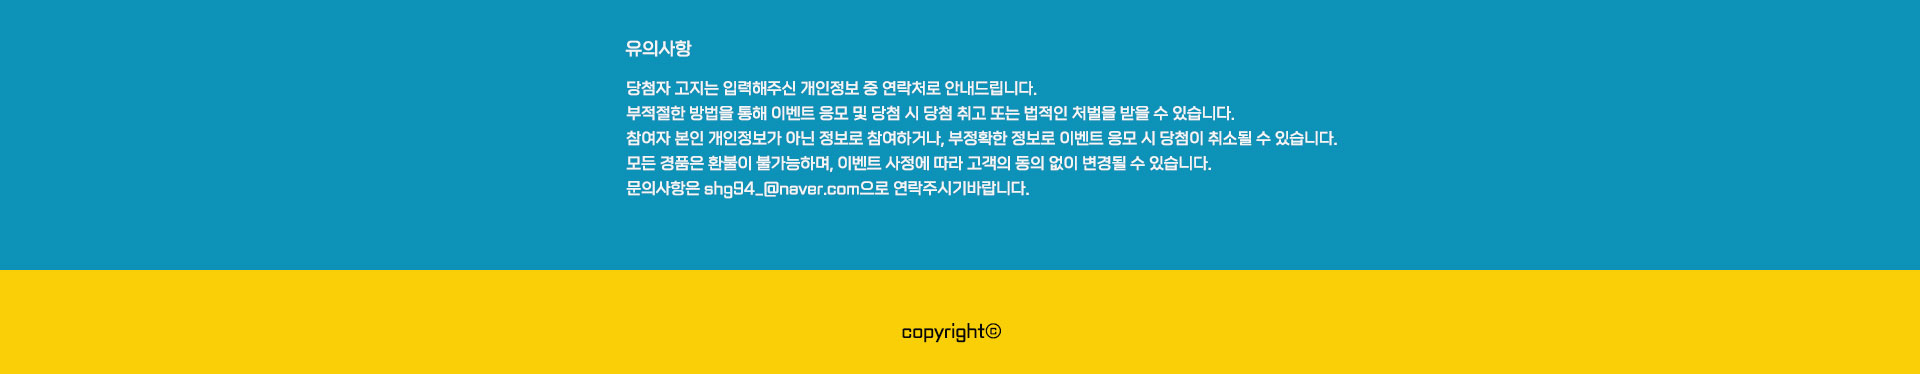 유의사항
당첨자 고지는 입력해주신 개인정보 중 연락처로 안내드립니다.
부적절한 방법을 통해 이벤트 응모 및 당첨 시 당첨 취고 또는 법적인 처벌을 받을 수 있습니다.
참여자 본인 개인정보가 아닌 정보로 참여하거나, 부정확한 정보로 이벤트 응모 시 당첨이 취소될 수 있습니다.
모든 경품은 환불이 불가능하며, 이벤트 사정에 따라 고객의 동의 없이 변경될 수 있습니다.
문의사항은 shg94_@naver.com으로 연락주시기바랍니다.
copyright©